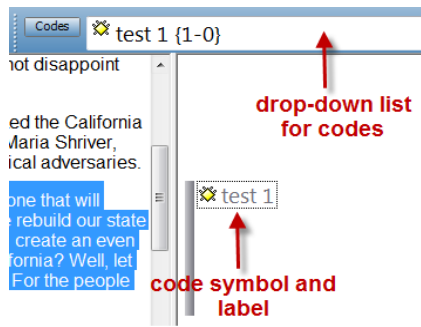 Codes
test 1 {1-0}
not disappoint
drop-down list
for codes
ed the California
Maria Shriver,
ical adversaries.
one that will
rebuild our state
create an even
fornia? Well, let
For the people
test 1
code symbol and
label